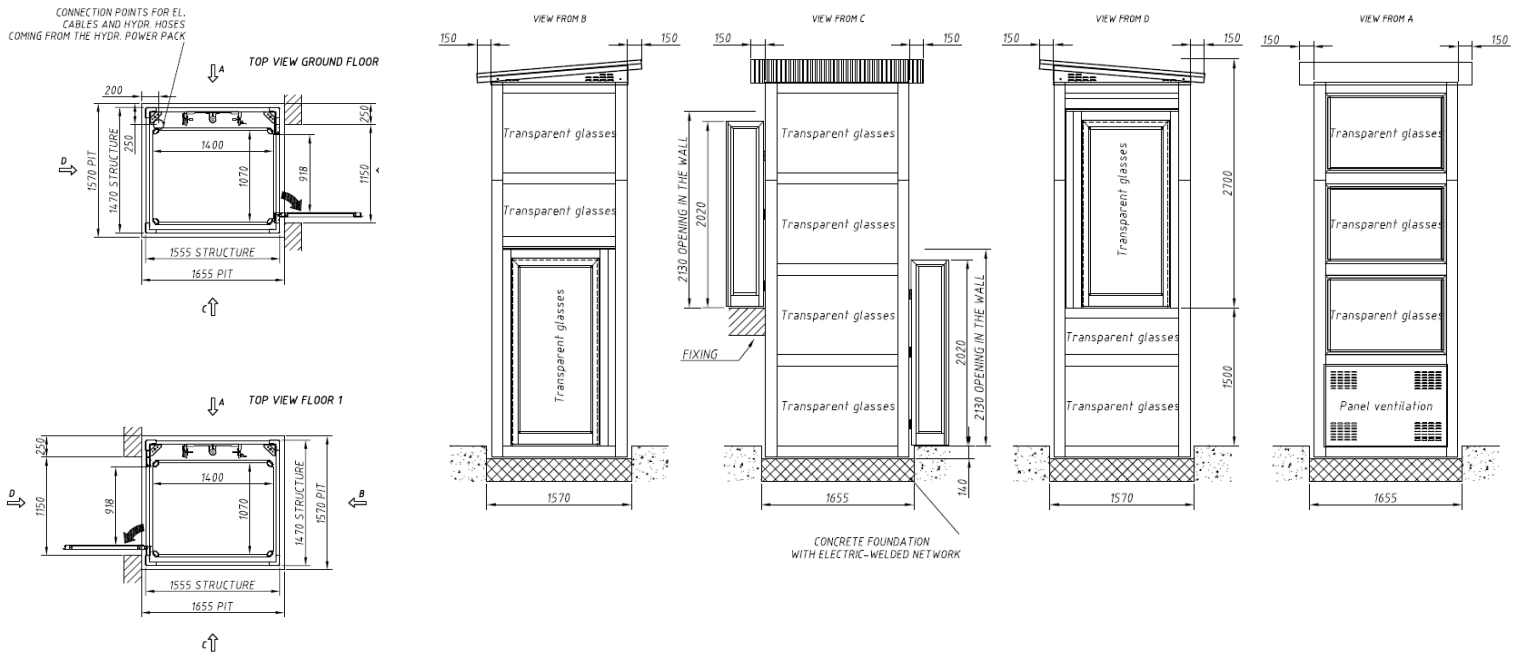 CONNECTION POINTS FOR EL.
CABLES AND HYDR. HOSES
COMING FROM THE HYDR. POWER PACK
TOP VIEW GROUND FLOOR
A
200
250
250
D
1570 PIT
1470 STRUCTURE
1400
1070
918
1150
1555 STRUCTURE
1655 PIT
C
TOP VIEW FLOOR 1
A
250
D
1150
918
1400
1070
1470 STRUCTURE
1570 PIT
B
1555 STRUCTURE
1655 PIT
C
VIEW FROM B
150
150
Transparent glasses
Transparent glasses
Transparent glasses
1570
VIEW FROM C
150
150
2130 OPENING IN THE WALL
2020
FIXING
Transparent glasses
Transparent glasses
Transparent glasses
Transparent glasses
2020
2130 OPENING IN THE WALL
140
1655
CONCRETE FOUNDATION
WITH ELECTRIC-WELDED NETWORK
VIEW FROM D
150
150
Transparent glasses
Transparent glasses
Transparent glasses
2700
1500
1570
VIEW FROM A
150
150
Transparent glasses
Transparent glasses
Transparent glasses
Panel ventilation
1655